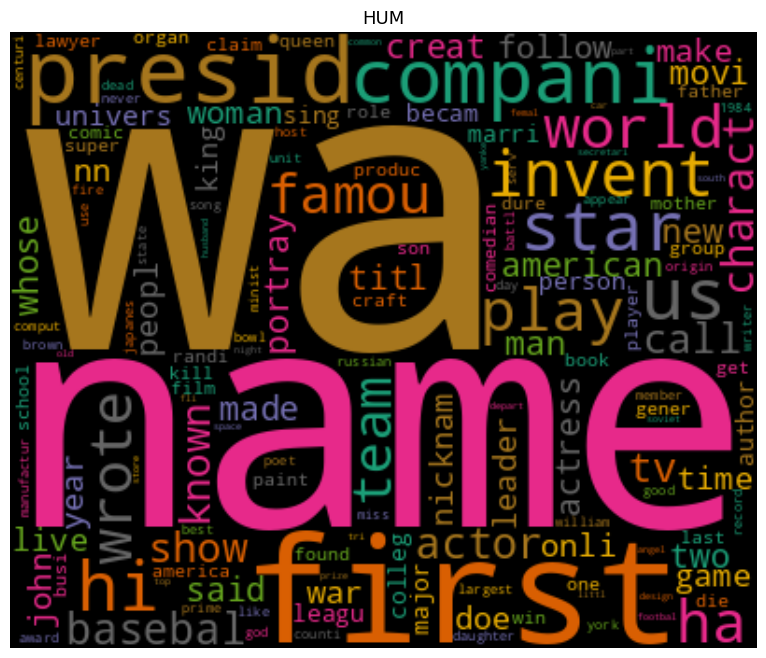 HUM
centuri
lawyer
organ
claim
queen
common
part
creat
follow
make
presid
compani
movi
father
dead
never
1984
univers
woman
sing
role
becam
car
femal
comic
super
king
host
marri
world
charact
wa
nn
fire
use
unit
yanke
serv
secretari
south
invent
famou
produc
song
dure
appear
mother
whose
state
peopl
portray
husband
son
comedian
battl
star
new
group
american
origin
titl
craft
minist
day
person
us
play
player
call
writer
comput
japanes
brown
old
bowl
night
randi
man
book
russian
kill
film
fli
school
get
name
manufactur
wrote
known
made
team
nicknam
leader
depart
actress
member
gener
soviet
author
year
store
space
poet
paint
tv
time
good
record
miss
william
live
best
tri
show
found
actor
onli
angel
last
two
john
busi
america
top
hi
said
prize
war
colleg
major
largest
one
game
die
first
design
littl
prime
like
leagu
doe
win
york
ha
award
basebal
god
counti
daughter
footbal